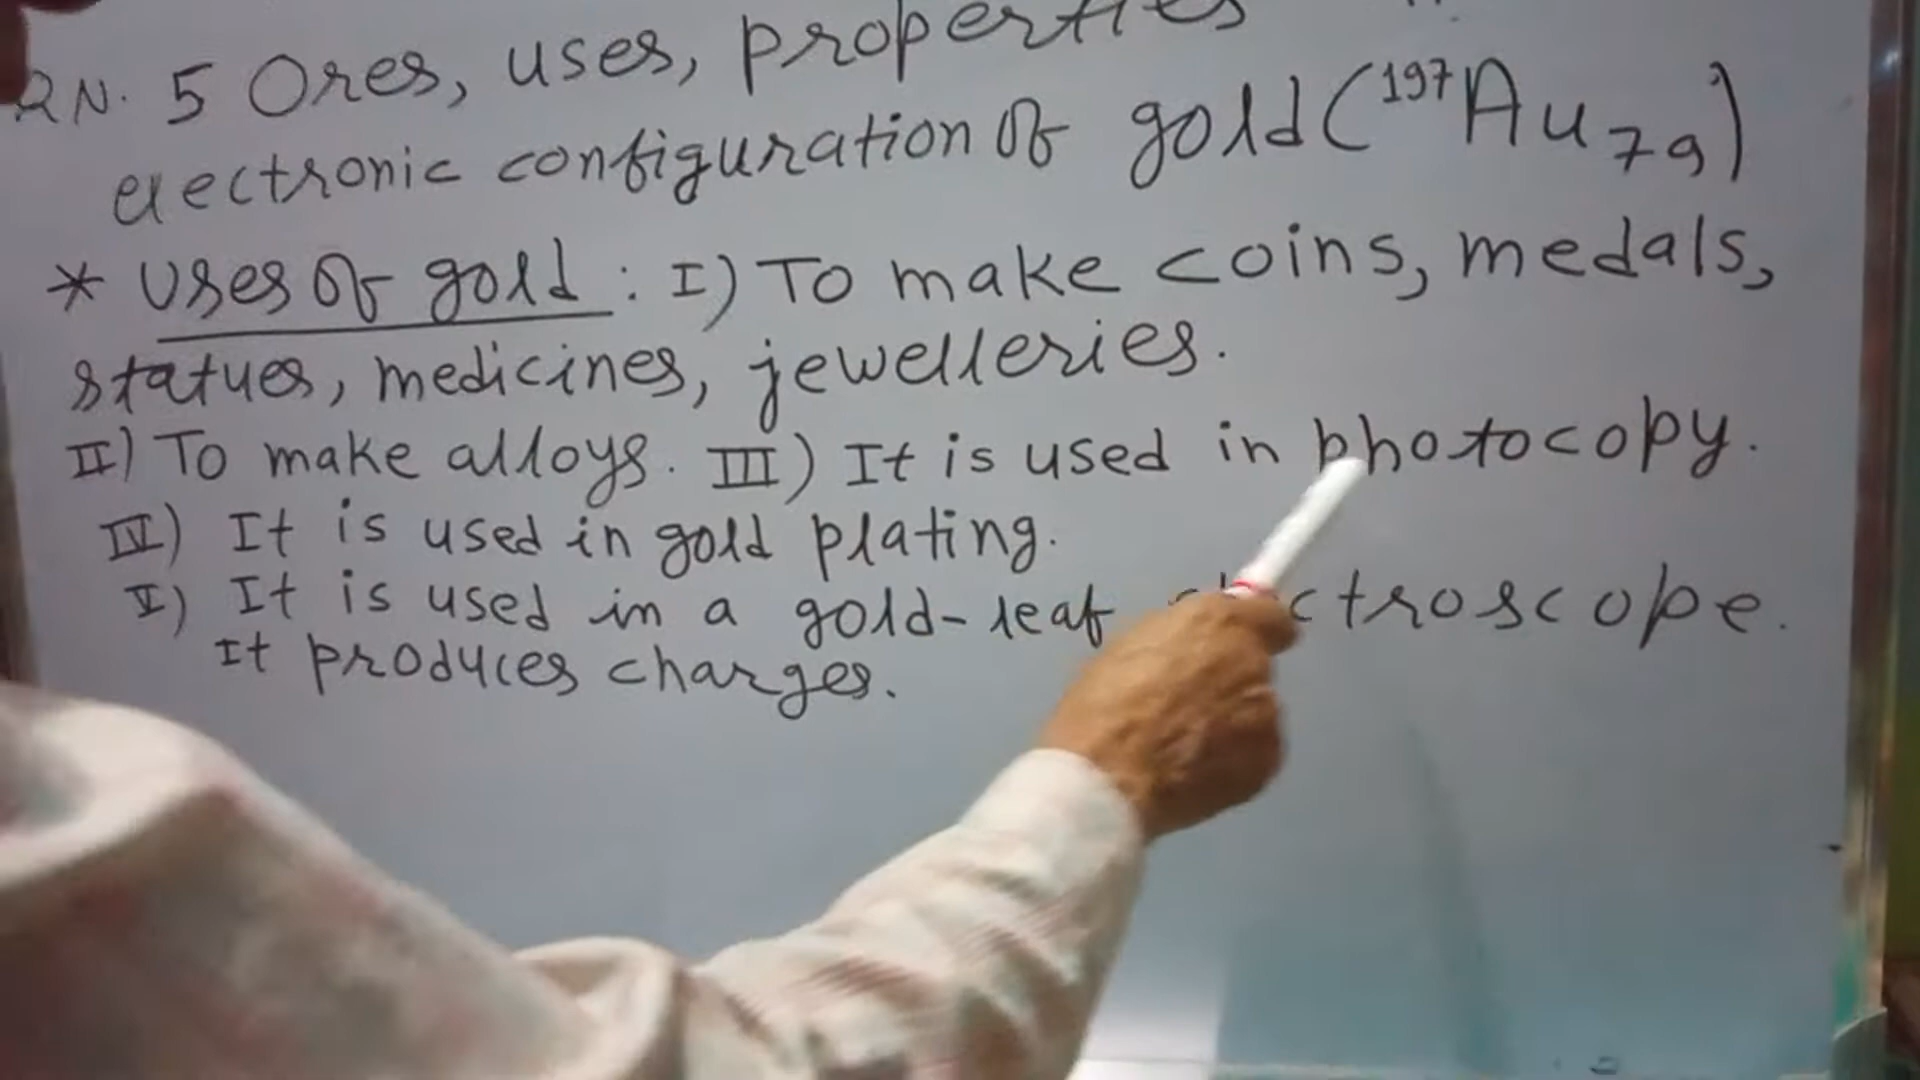 QN. 5 Ores, uses, properties
electronic configuration of gold (¹⁹⁷Au₇₉)
* Uses of gold : I) To make coins, medals,
statues, medicines, jewelleries.
II) To make alloys. III) It is used in photocopy.
IV) It is used in gold plating.
V) It is used in a gold-leaf ctroscope.
It produces charges.